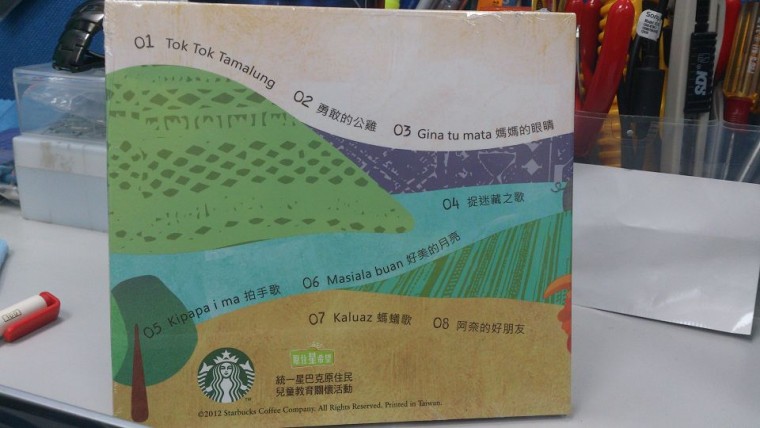 01 Tok Tok Tamalung
02 勇敢的公雞
03 Gina tu mata 媽媽的眼睛
04 捉迷藏之歌
05 Kipapa i ma 拍手歌
06 Masiala buan 好美的月亮
07 Kaluaz 螞蟻歌
08 阿奈的好朋友
統一星巴克原住民
兒童教育關懷活動
©2012 Starbucks Coffee Company. All Rights Reserved. Printed in Taiwan.